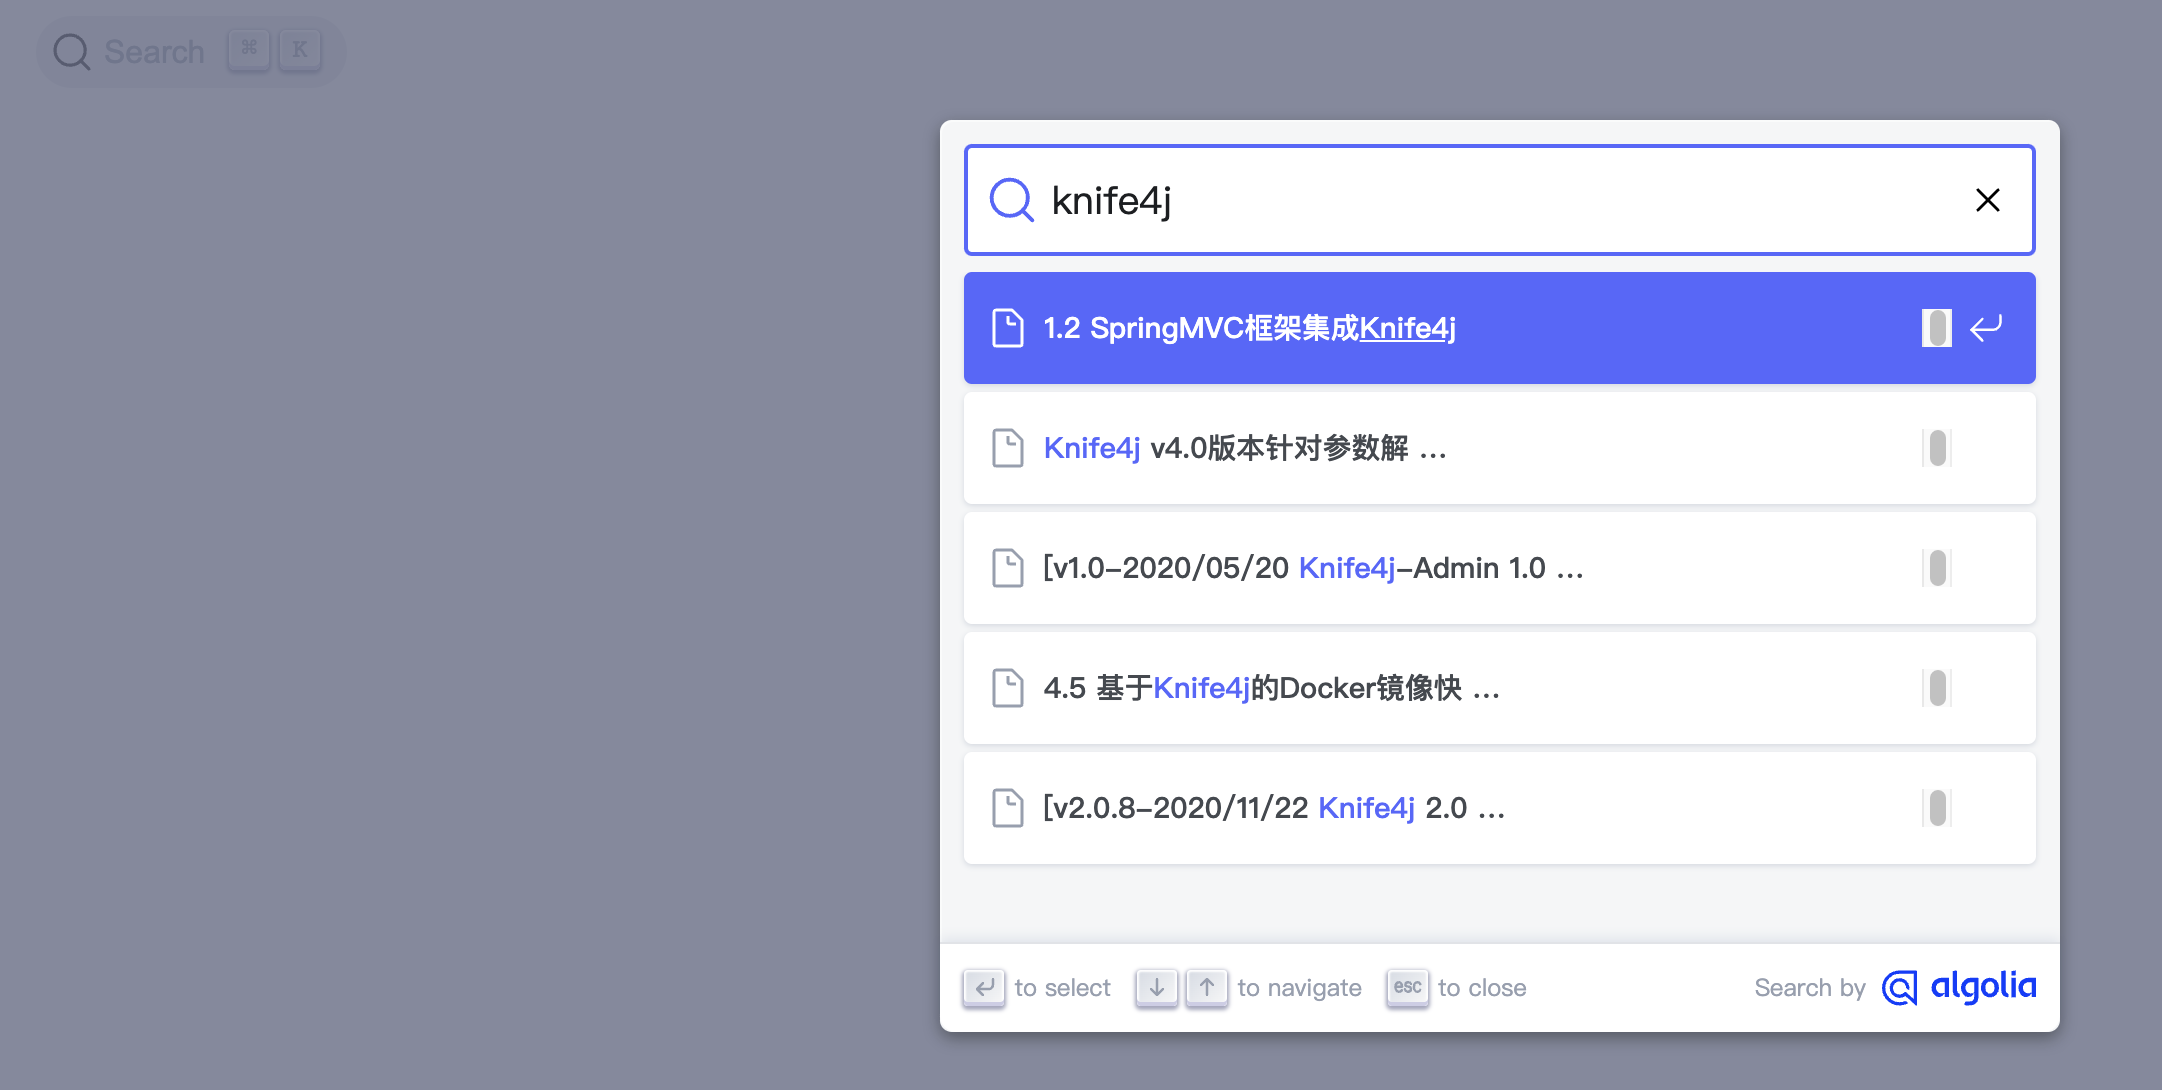 Search ⌘ K
knife4j
1.2 SpringMVC框架集成Knife4j
Knife4j v4.0版本针对参数解 ...
[v1.0-2020/05/20 Knife4j-Admin 1.0 ...
4.5 基于Knife4j的Docker镜像快 ...
[v2.0.8-2020/11/22 Knife4j 2.0 ...
to select ↓ ↑ to navigate esc to close Search by algolia